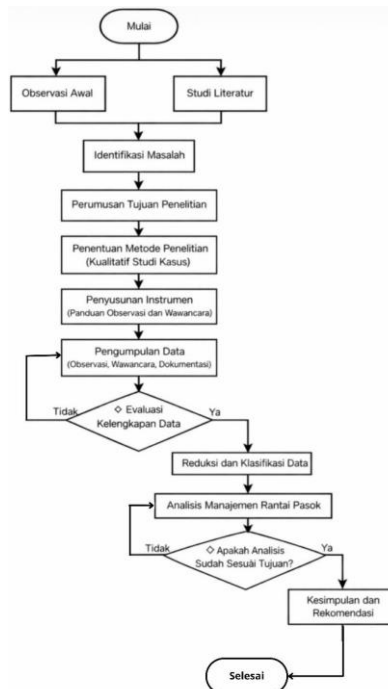 Mulai
Observasi Awal
Studi Literatur
Identifikasi Masalah
Perumusan Tujuan Penelitian
Penentuan Metode Penelitian
(Kualitatif Studi Kasus)
Penyusunan Instrumen
(Panduan Observasi dan Wawancara)
Pengumpulan Data
(Observasi, Wawancara, Dokumentasi)
Tidak
◇ Evaluasi
Kelengkapan Data
Ya
Reduksi dan Klasifikasi Data
Analisis Manajemen Rantai Pasok
Tidak
◇ Apakah Analisis
Sudah Sesuai Tujuan?
Ya
Kesimpulan dan
Rekomendasi
Selesai